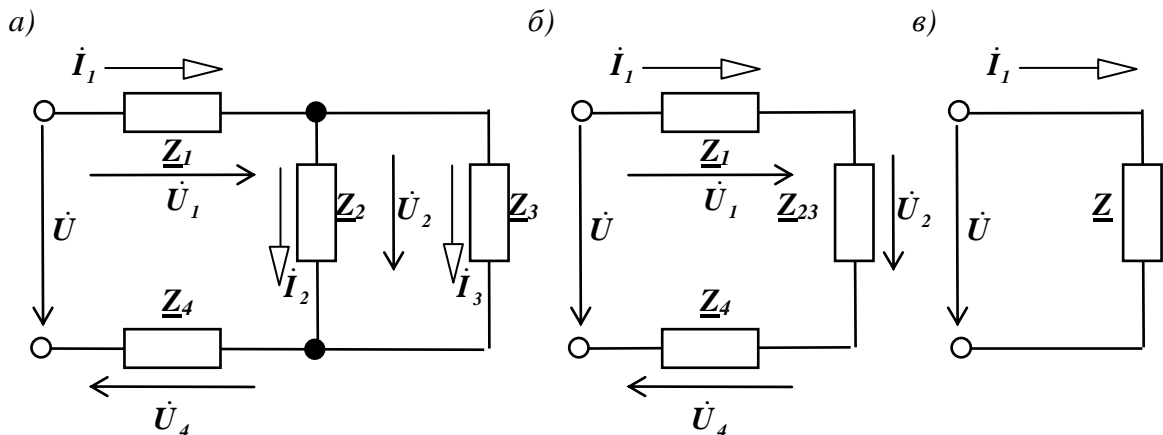 а) б) в)
İ₁ İ₁ İ₁
Z₁ Z₁
U̇₁ U̇₁
Z₂ U̇₂ Z₃ Z₂₃ U̇₂ Z
U̇ U̇ U̇
İ₂ İ₃
Z₄ Z₄
U̇₄ U̇₄